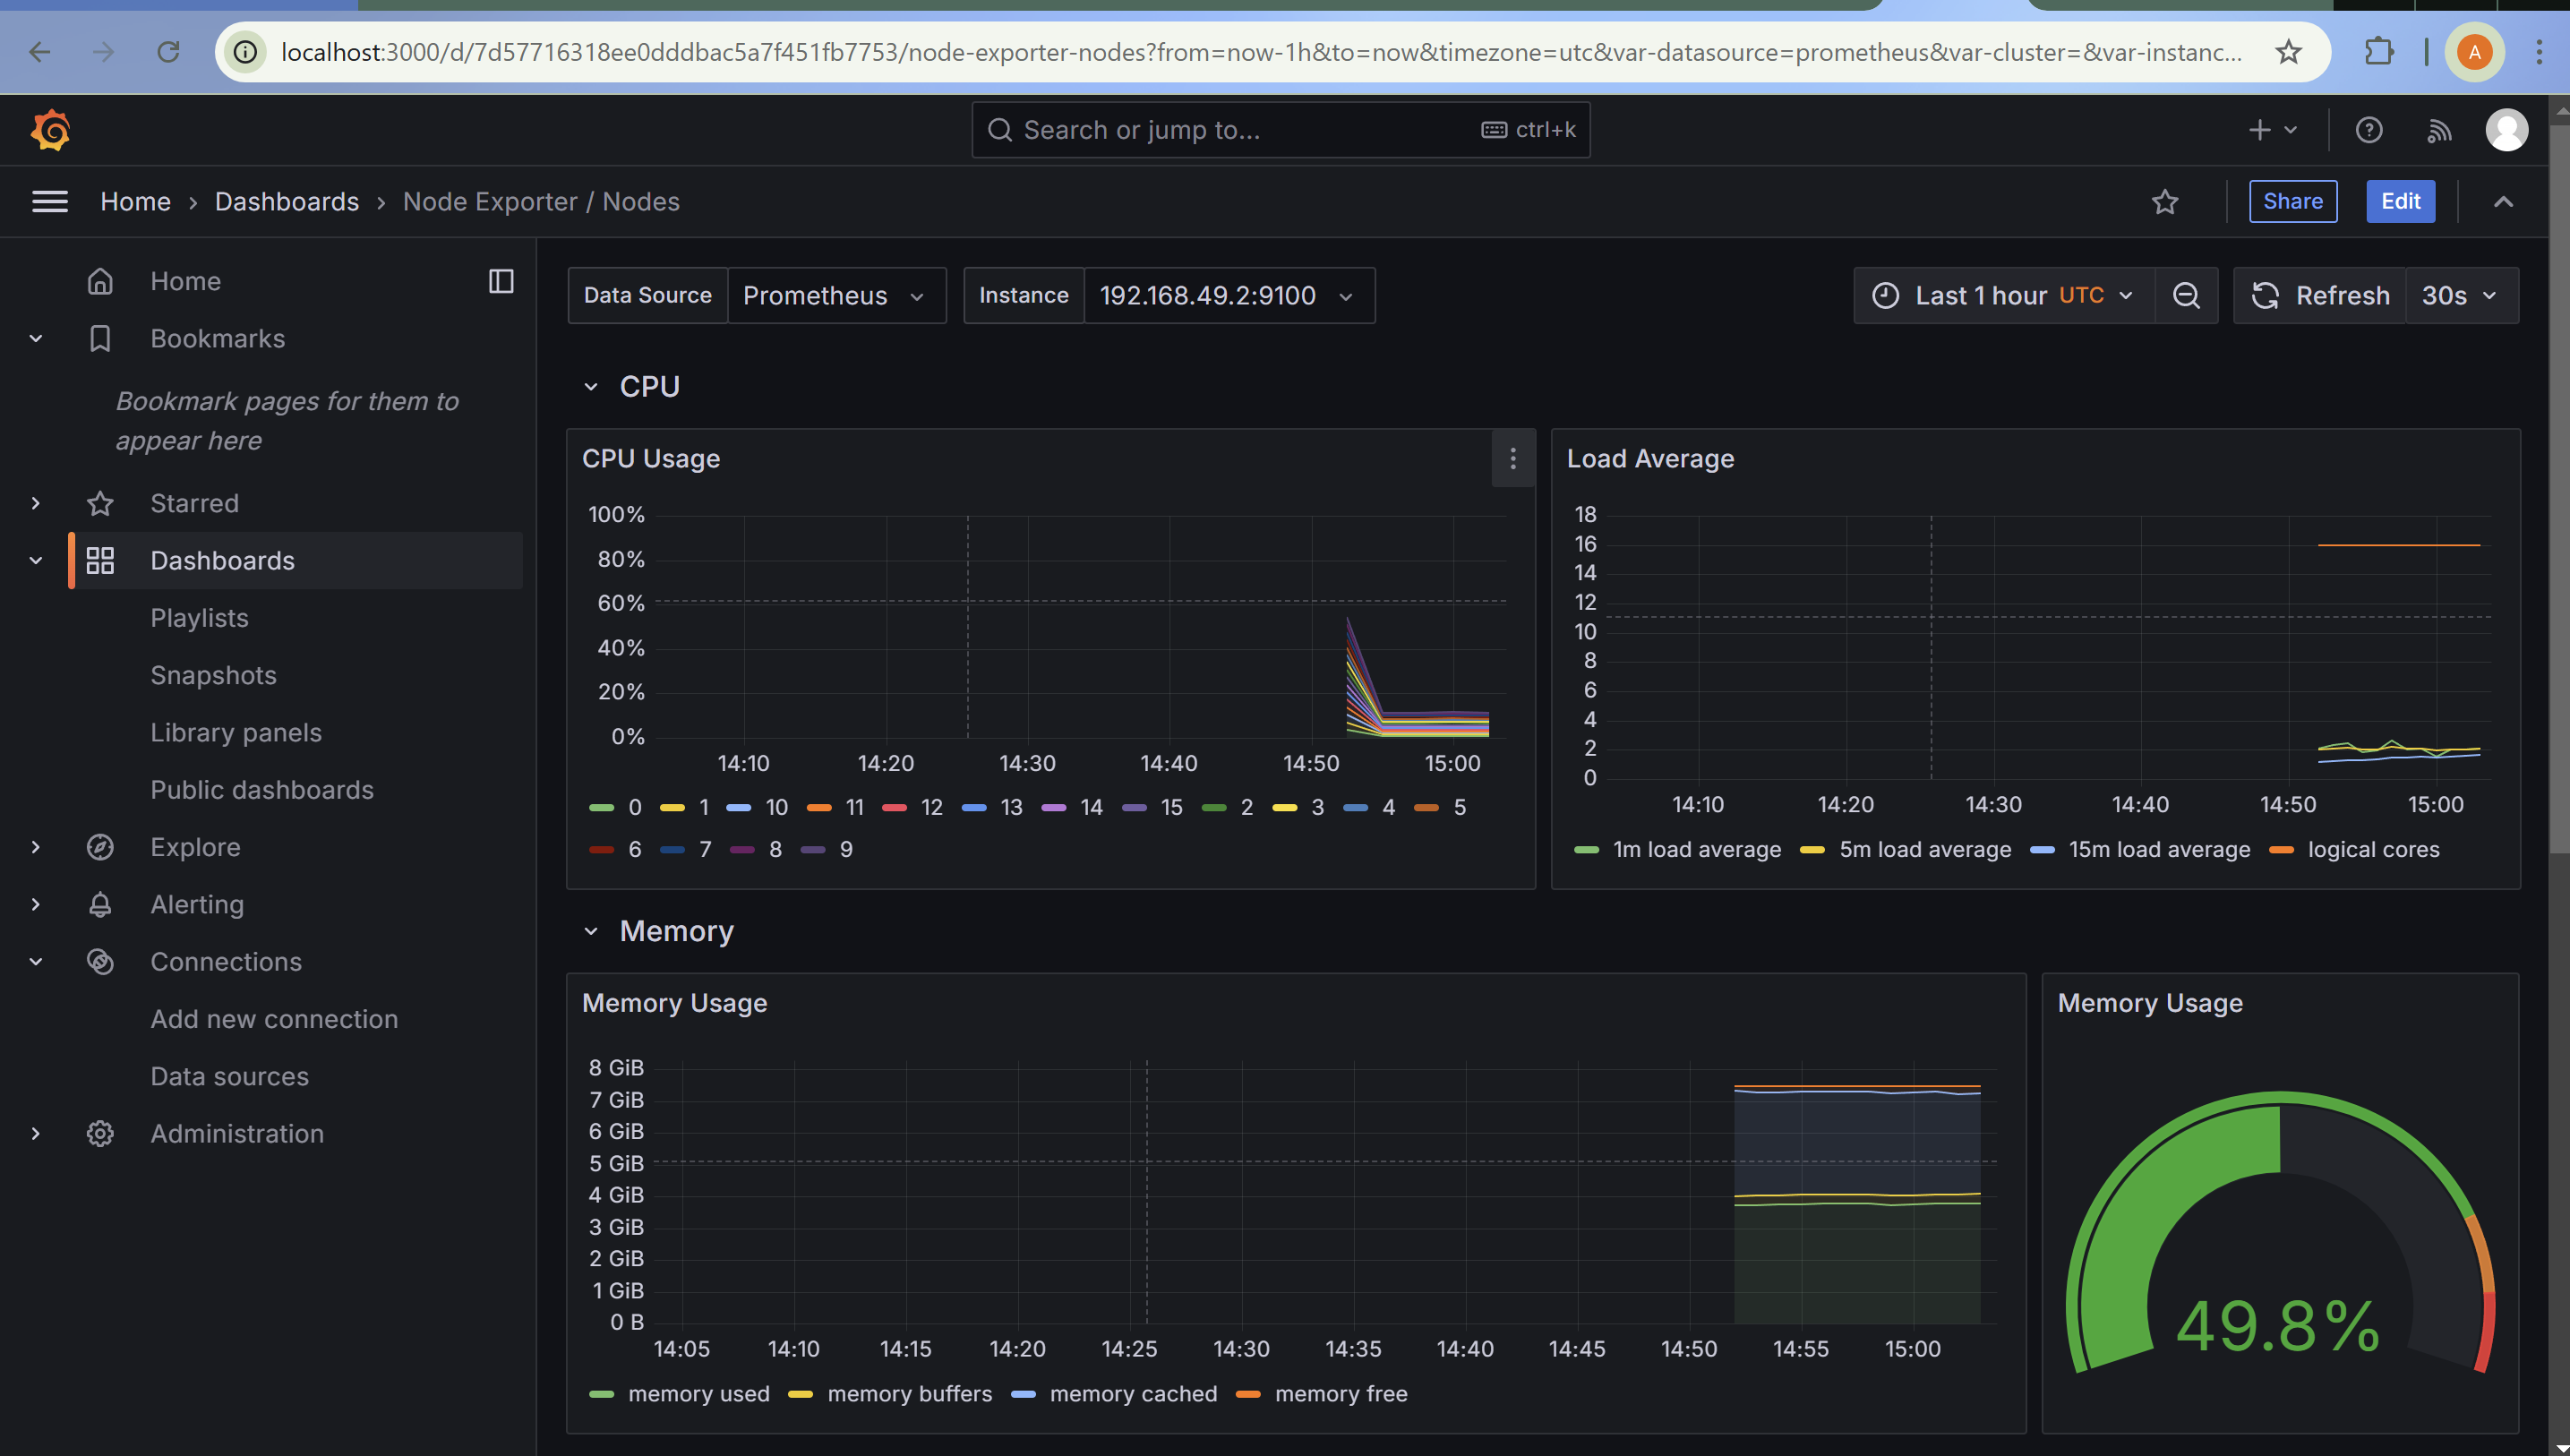 localhost:3000/d/7d57716318ee0dddbac5a7f451fb7753/node-exporter-nodes?from=now-1h&to=now&timezone=utc&var-datasource=prometheus&var-cluster=&var-instanc...
A
Search or jump to...
ctrl+k
Home › Dashboards › Node Exporter / Nodes
Share
Edit
Home
Bookmarks
Bookmark pages for them to
appear here
Starred
Dashboards
Playlists
Snapshots
Library panels
Public dashboards
Explore
Alerting
Connections
Add new connection
Data sources
Administration
Data Source Prometheus
Instance 192.168.49.2:9100
Last 1 hour UTC
Refresh 30s
CPU
CPU Usage
100%
80%
60%
40%
20%
0%
14:10 14:20 14:30 14:40 14:50 15:00
0 1 10 11 12 13 14 15 2 3 4 5
6 7 8 9
Load Average
18
16
14
12
10
8
6
4
2
0
14:10 14:20 14:30 14:40 14:50 15:00
1m load average 5m load average 15m load average logical cores
Memory
Memory Usage
8 GiB
7 GiB
6 GiB
5 GiB
4 GiB
3 GiB
2 GiB
1 GiB
0 B
14:05 14:10 14:15 14:20 14:25 14:30 14:35 14:40 14:45 14:50 14:55 15:00
memory used memory buffers memory cached memory free
Memory Usage
49.8%